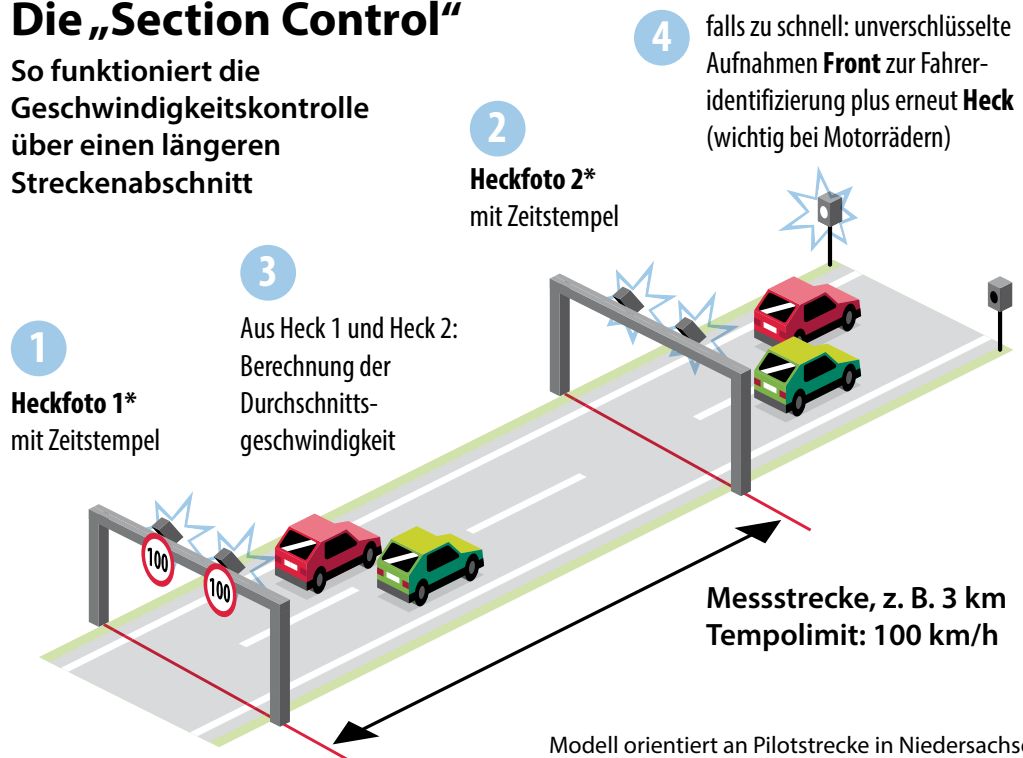 Die „Section Control“
So funktioniert die
Geschwindigkeitskontrolle
über einen längeren
Streckenabschnitt
1
Heckfoto 1*
mit Zeitstempel
2
Heckfoto 2*
mit Zeitstempel
3
Aus Heck 1 und Heck 2:
Berechnung der
Durchschnitts-
geschwindigkeit
4
falls zu schnell: unverschlüsselte
Aufnahmen Front zur Fahrer-
identifizierung plus erneut Heck
(wichtig bei Motorrädern)
100
100
Messstrecke, z. B. 3 km
Tempolimit: 100 km/h
Modell orientiert an Pilotstrecke in